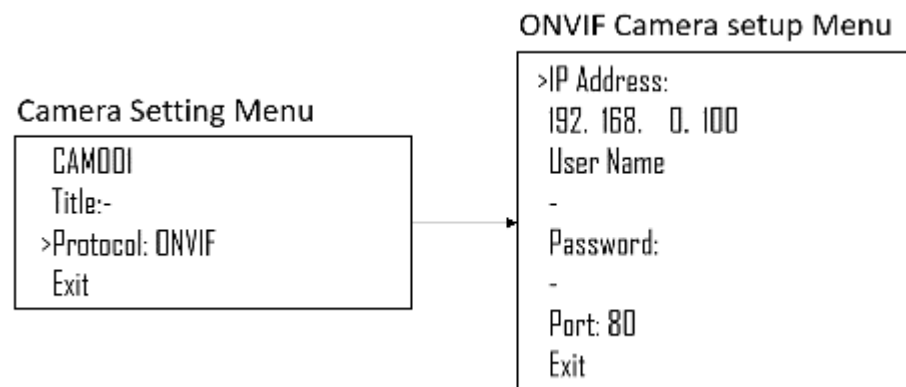 Camera Setting Menu
CAM001
Title:-
>Protocol: ONVIF
Exit
ONVIF Camera setup Menu
>IP Address:
192. 168. 0. 100
User Name
-
Password:
-
Port: 80
Exit